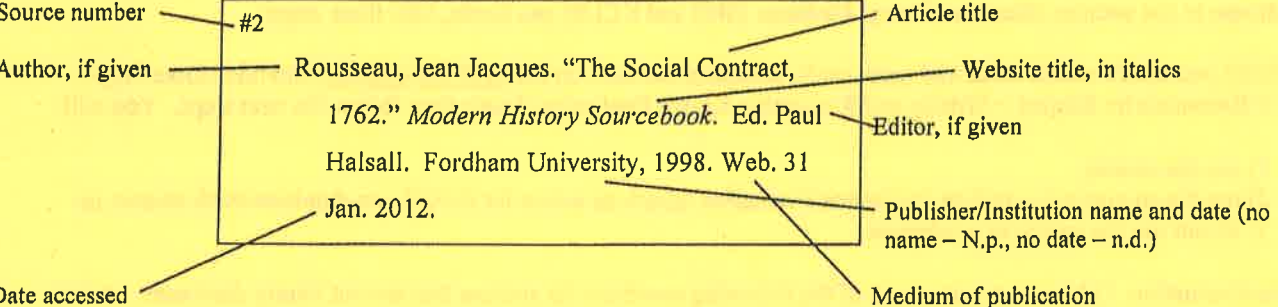 Source number
#2
Article title
Author, if given
Rousseau, Jean Jacques. “The Social Contract,
Website title, in italics
1762.” Modern History Sourcebook. Ed. Paul
Editor, if given
Halsall. Fordham University, 1998. Web. 31
Jan. 2012.
Publisher/Institution name and date (no
name – N.p., no date – n.d.)
Date accessed
Medium of publication